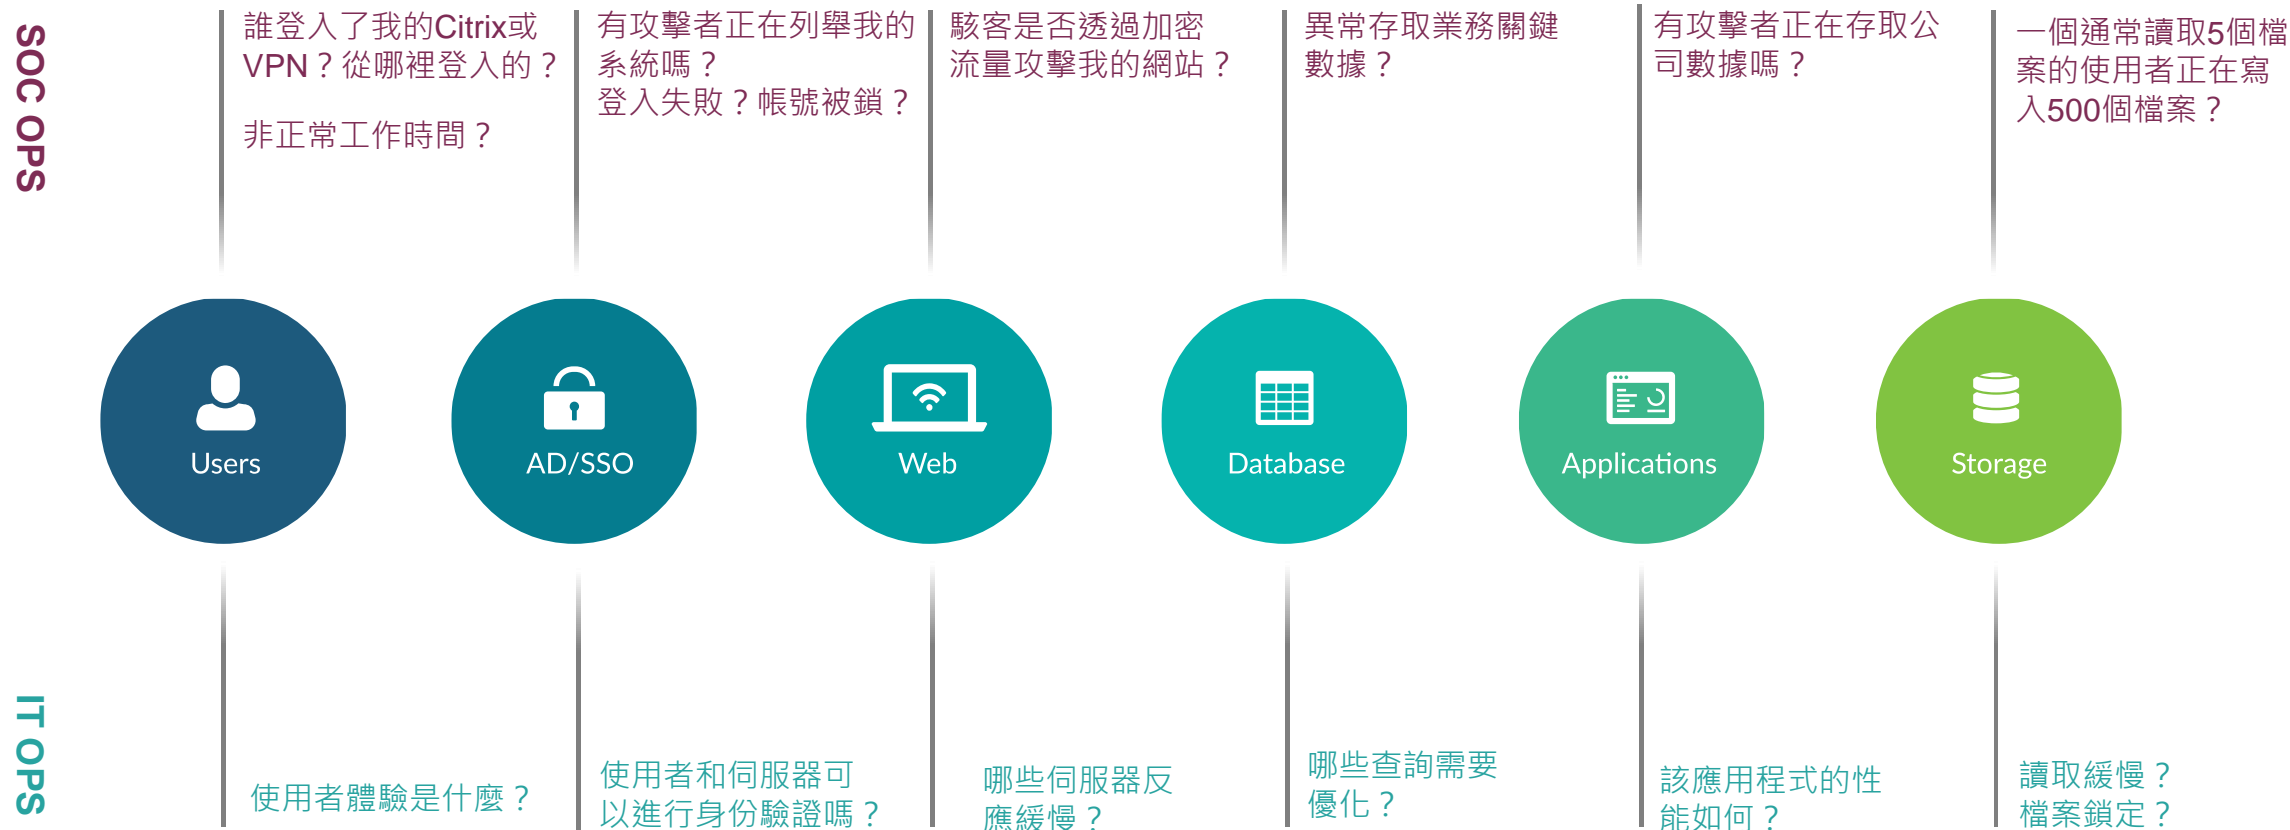 SOC OPS
誰登入了我的Citrix或
VPN？從哪裡登入的？
非正常工作時間？
有攻擊者正在列舉我的
系統嗎？
登入失敗？帳號被鎖？
駭客是否透過加密
流量攻擊我的網站？
異常存取業務關鍵
數據？
有攻擊者正在存取公
司數據嗎？
一個通常讀取5個檔
案的使用者正在寫
入500個檔案？
Users
AD/SSO
Web
Database
Applications
Storage
IT OPS
使用者體驗是什麼？
使用者和伺服器可
以進行身份驗證嗎？
哪些伺服器反
應緩慢？
哪些查詢需要
優化？
該應用程式的性
能如何？
讀取緩慢？
檔案鎖定？